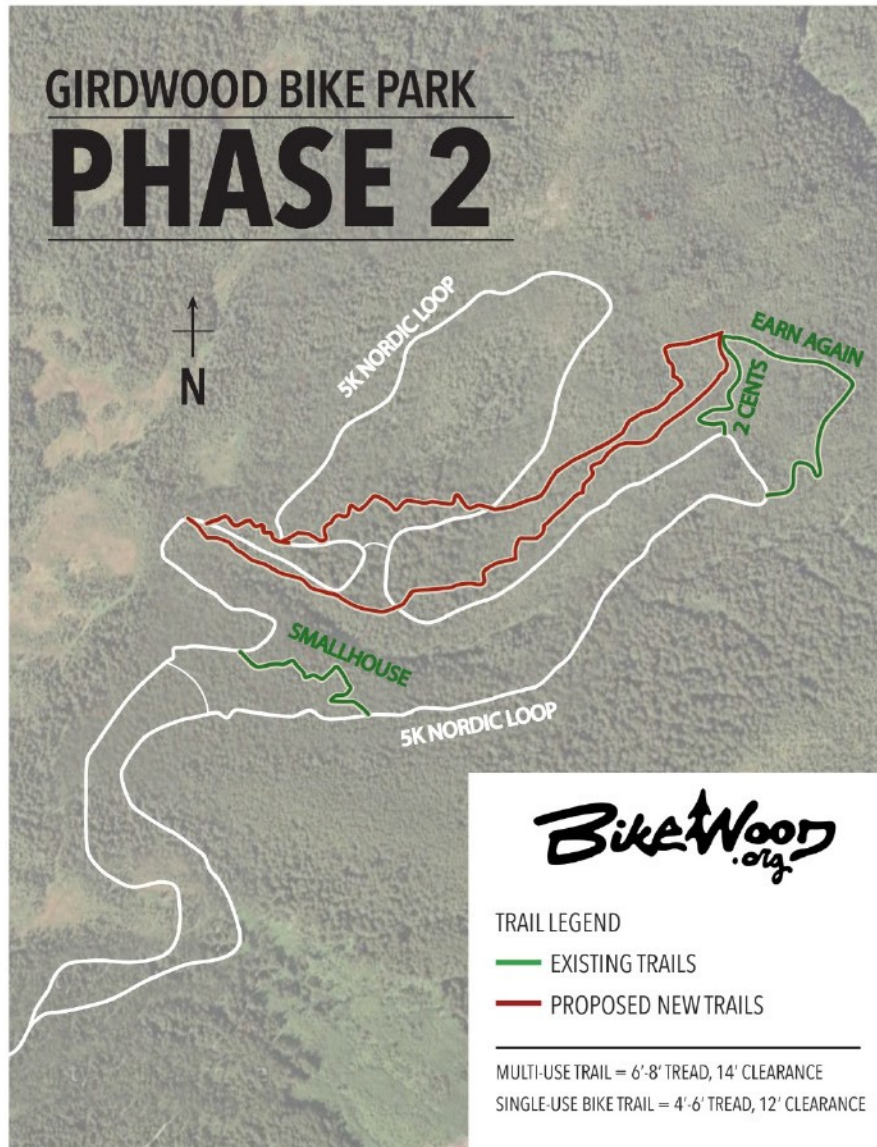 GIRDWOOD BIKE PARK
PHASE 2
N
5K NORDIC LOOP
EARN AGAIN
2 CENTS
SMALLHOUSE
5K NORDIC LOOP
BikeWood
.org
TRAIL LEGEND
EXISTING TRAILS
PROPOSED NEW TRAILS
MULTI-USE TRAIL = 6'-8' TREAD, 14' CLEARANCE
SINGLE-USE BIKE TRAIL = 4'-6' TREAD, 12' CLEARANCE